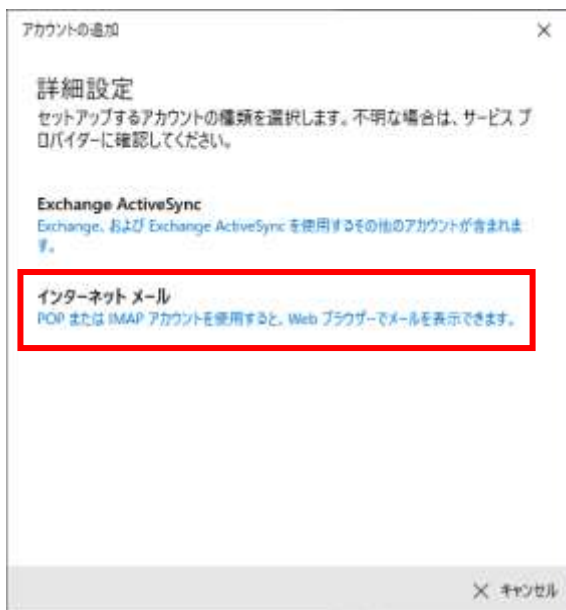 アカウントの追加
詳細設定
セットアップするアカウントの種類を選択します。不明な場合は、サービス プ
ロバイダーに確認してください。
Exchange ActiveSync
Exchange、および Exchange ActiveSync を使用するその他のアカウントが含まれま
す。
インターネット メール
POP または IMAP アカウントを使用すると、Web ブラウザーでメールを表示できます。
キャンセル